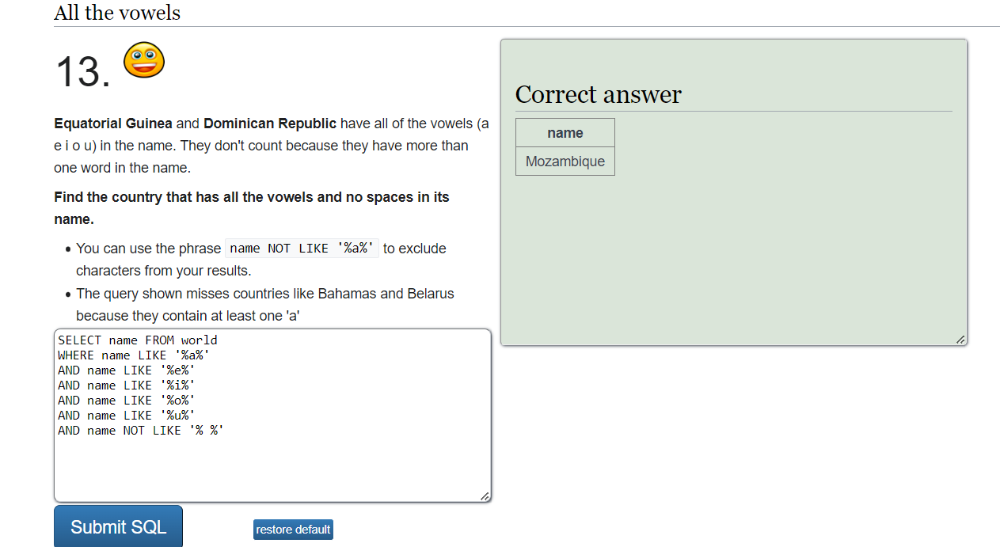 All the vowels
13.
Equatorial Guinea and Dominican Republic have all of the vowels (a
e i o u) in the name. They don't count because they have more than
one word in the name.
Find the country that has all the vowels and no spaces in its
name.
• You can use the phrase name NOT LIKE '%a%' to exclude
characters from your results.
• The query shown misses countries like Bahamas and Belarus
because they contain at least one 'a'
SELECT name FROM world
WHERE name LIKE '%a%'
AND name LIKE '%e%'
AND name LIKE '%i%'
AND name LIKE '%o%'
AND name LIKE '%u%'
AND name NOT LIKE '% %'
Submit SQL
restore default
Correct answer
name
Mozambique